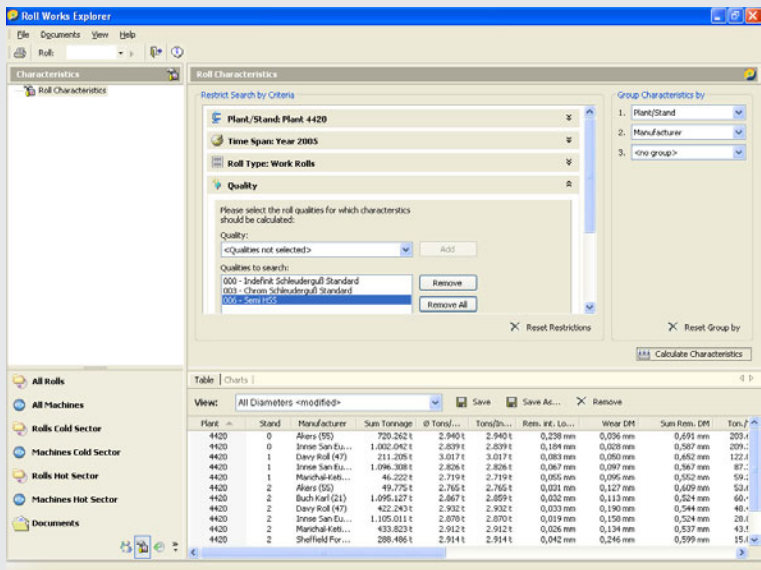 Roll Works Explorer
File Documents View Help
Roll:
Characteristics
Roll Characteristics
Roll Characteristics
Restrict Search by Criteria
Plant/Stand: Plant 4420
Time Span: Year 2005
Roll Type: Work Rolls
Quality
Please select the roll qualities for which characterstics
should be calculated:
Quality:
<Qualities not selected>
Add
Qualities to search:
000 - Indefinit Schleuderguß Standard
003 - Chrom Schleuderguß Standard
006 - Semi HSS
Remove
Remove All
Reset Restrictions
Group Characteristics by
1. Plant/Stand
2. Manufacturer
3. <no group>
Reset Group by
Calculate Characteristics
All Rolls
All Machines
Rolls Cold Sector
Machines Cold Sector
Rolls Hot Sector
Machines Hot Sector
Documents
Table Charts
View: All Diameters <modified> Save Save As... Remove
Plant Stand Manufacturer Sum Tonnage Ø Tons/... Tons/In... Rem. int. Lo... Wear DM Sum Rem. DM Ton./
4420 0 Akers (55) 720.262 t 2.940 t 2.940 t 0,238 mm 0,036 mm 0,691 mm 203.
4420 0 Innse San Eu... 1.002.042 t 2.839 t 2.839 t 0,184 mm 0,028 mm 0,587 mm 209.
4420 1 Davy Roll (47) 211.205 t 3.017 t 3.017 t 0,083 mm 0,050 mm 0,652 mm 122.
4420 1 Innse San Eu... 1.096.308 t 2.826 t 2.826 t 0,067 mm 0,097 mm 0,567 mm 87.
4420 1 Marichal-Keti... 46.222 t 2.719 t 2.719 t 0,055 mm 0,095 mm 0,552 mm 59.
4420 2 Akers (55) 49.775 t 2.765 t 2.765 t 0,031 mm 0,127 mm 0,609 mm 53.
4420 2 Buch Karl (21) 1.095.127 t 2.867 t 2.859 t 0,032 mm 0,113 mm 0,524 mm 60.
4420 2 Davy Roll (47) 422.243 t 2.932 t 2.932 t 0,033 mm 0,190 mm 0,544 mm 48.
4420 2 Innse San Eu... 1.105.011 t 2.878 t 2.870 t 0,019 mm 0,158 mm 0,524 mm 28.
4420 2 Marichal-Keti... 433.823 t 2.912 t 2.912 t 0,026 mm 0,134 mm 0,537 mm 43.
4420 2 Sheffield For... 288.486 t 2.914 t 2.914 t 0,042 mm 0,246 mm 0,599 mm 15.